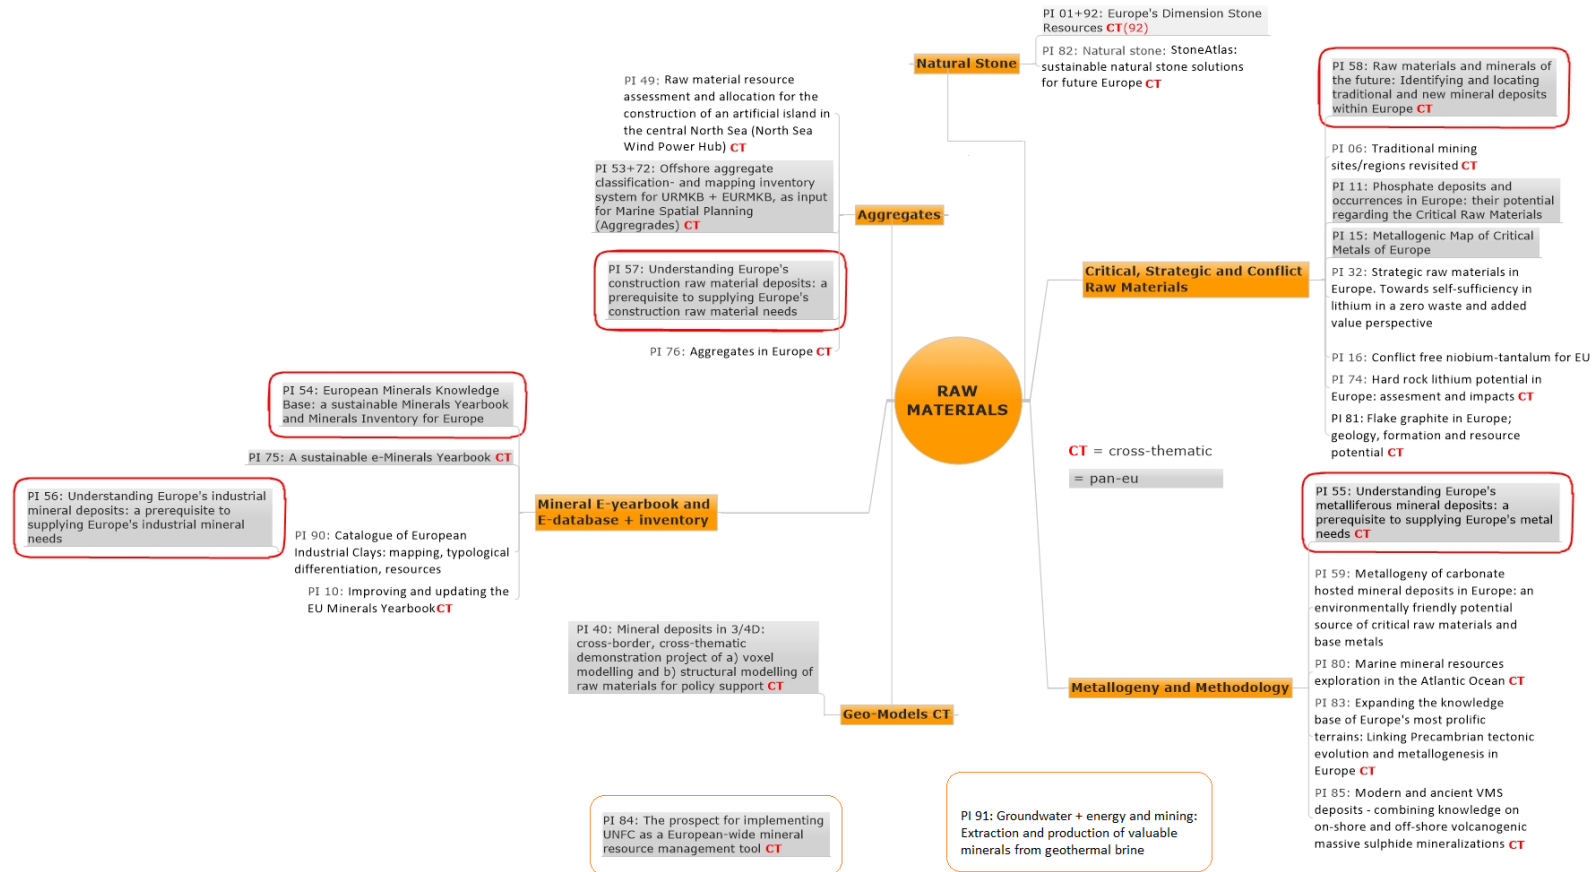 PI 01+92: Europe's Dimension Stone
Resources CT(92)
Natural Stone
PI 82: Natural stone: StoneAtlas:
sustainable natural stone solutions
for future Europe CT
PI 49: Raw material resource
assessment and allocation for the
construction of an artificial island in
the central North Sea (North Sea
Wind Power Hub) CT
PI 53+72: Offshore aggregate
classification- and mapping inventory
system for URMKB + EURMKB, as input
for Marine Spatial Planning
(Aggregrades) CT
Aggregates
PI 57: Understanding Europe's
construction raw material deposits: a
prerequisite to supplying Europe's
construction raw material needs
PI 76: Aggregates in Europe CT
PI 58: Raw materials and minerals of
the future: Identifying and locating
traditional and new mineral deposits
within Europe CT
PI 06: Traditional mining
sites/regions revisited CT
PI 11: Phosphate deposits and
occurrences in Europe: their potential
regarding the Critical Raw Materials
PI 15: Metallogenic Map of Critical
Metals of Europe
Critical, Strategic and Conflict
Raw Materials
PI 32: Strategic raw materials in
Europe. Towards self-sufficiency in
lithium in a zero waste and added
value perspective
PI 16: Conflict free niobium-tantalum for EU
PI 74: Hard rock lithium potential in
Europe: assesment and impacts CT
PI 81: Flake graphite in Europe;
geology, formation and resource
potential CT
RAW
MATERIALS
CT = cross-thematic
= pan-eu
PI 54: European Minerals Knowledge
Base: a sustainable Minerals Yearbook
and Minerals Inventory for Europe
PI 75: A sustainable e-Minerals Yearbook CT
PI 56: Understanding Europe's industrial
mineral deposits: a prerequisite to
supplying Europe's industrial mineral
needs
Mineral E-yearbook and
E-database + inventory
PI 90: Catalogue of European
Industrial Clays: mapping, typological
differentiation, resources
PI 10: Improving and updating the
EU Minerals YearbookCT
PI 55: Understanding Europe's
metalliferous mineral deposits: a
prerequisite to supplying Europe's metal
needs CT
PI 59: Metallogeny of carbonate
hosted mineral deposits in Europe: an
environmentally friendly potential
source of critical raw materials and
base metals
Metallogeny and Methodology
PI 80: Marine mineral resources
exploration in the Atlantic Ocean CT
PI 83: Expanding the knowledge
base of Europe's most prolific
terrains: Linking Precambrian tectonic
evolution and metallogenesis in
Europe CT
PI 85: Modern and ancient VMS
deposits - combining knowledge on
on-shore and off-shore volcanogenic
massive sulphide mineralizations CT
PI 40: Mineral deposits in 3/4D:
cross-border, cross-thematic
demonstration project of a) voxel
modelling and b) structural modelling of
raw materials for policy support CT
Geo-Models CT
PI 84: The prospect for implementing
UNFC as a European-wide mineral
resource management tool CT
PI 91: Groundwater + energy and mining:
Extraction and production of valuable
minerals from geothermal brine